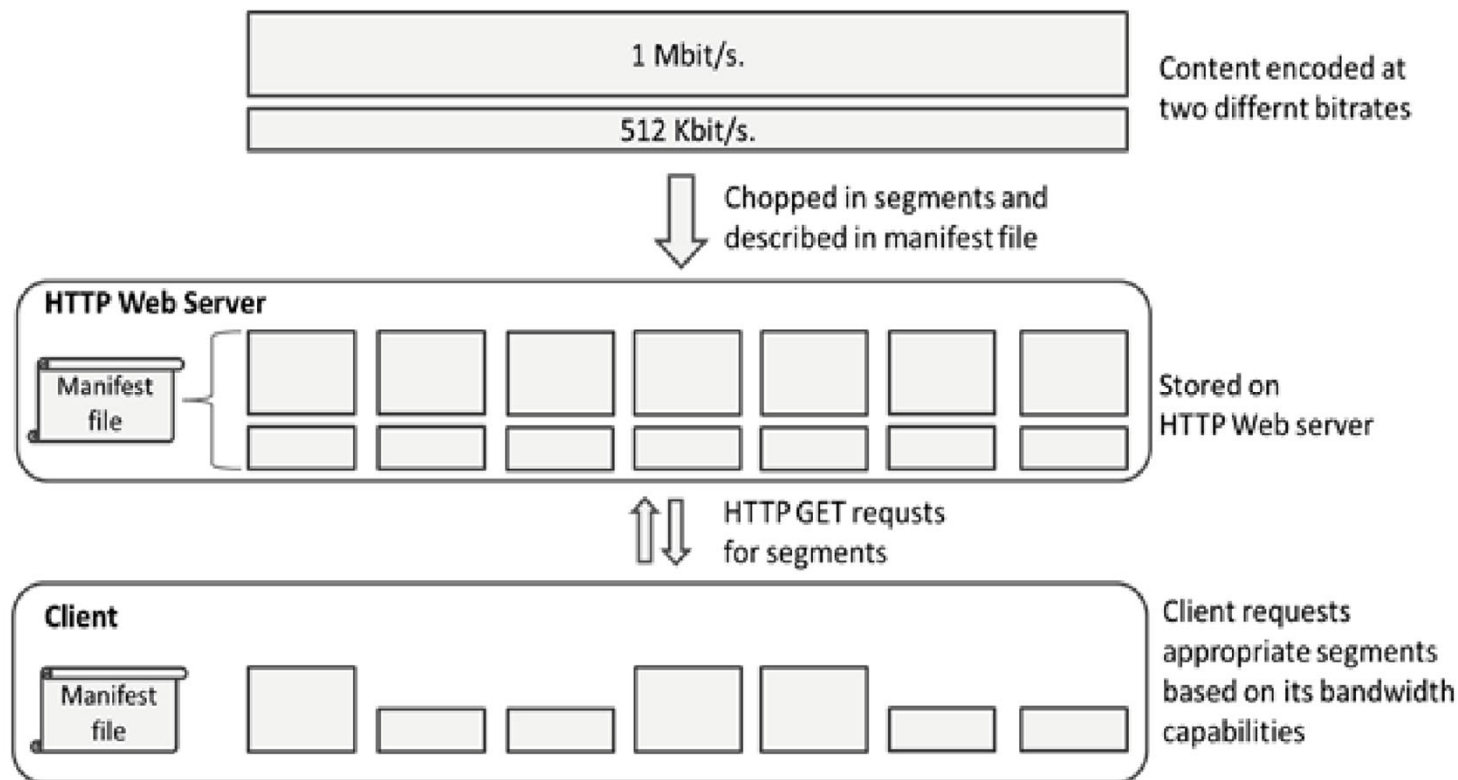 1 Mbit/s.
512 Kbit/s.
Content encoded at
two differnt bitrates
Chopped in segments and
described in manifest file
HTTP Web Server
Manifest
file
Stored on
HTTP Web server
HTTP GET requsts
for segments
Client
Manifest
file
Client requests
appropriate segments
based on its bandwidth
capabilities